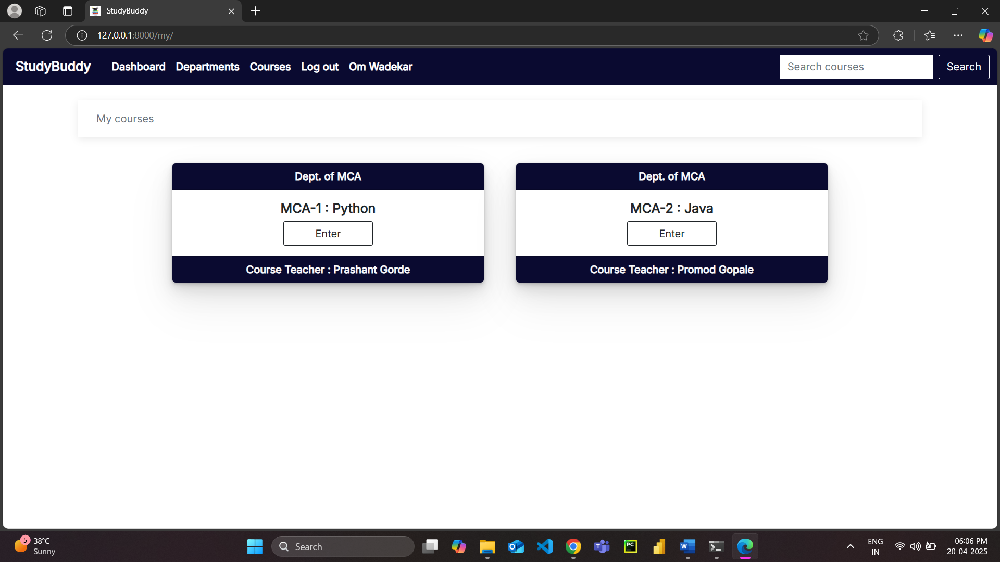 StudyBuddy
127.0.0.1:8000/my/
StudyBuddy Dashboard Departments Courses Log out Om Wadekar Search courses Search
My courses
Dept. of MCA
MCA-1 : Python
Enter
Course Teacher : Prashant Gorde
Dept. of MCA
MCA-2 : Java
Enter
Course Teacher : Promod Gopale
5
38°C
Sunny
Search
ENG
IN
06:06 PM
20-04-2025